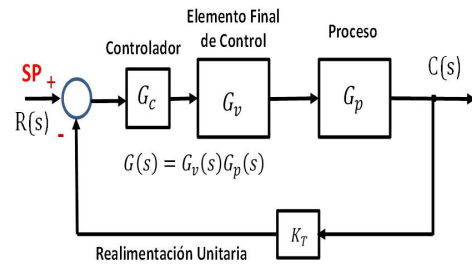 Elemento Final
de Control
Proceso
Controlador
SP +
R(s)
-
G_c
G_v
G_p
C(s)
G(s) = G_v(s)G_p(s)
K_T
Realimentación Unitaria